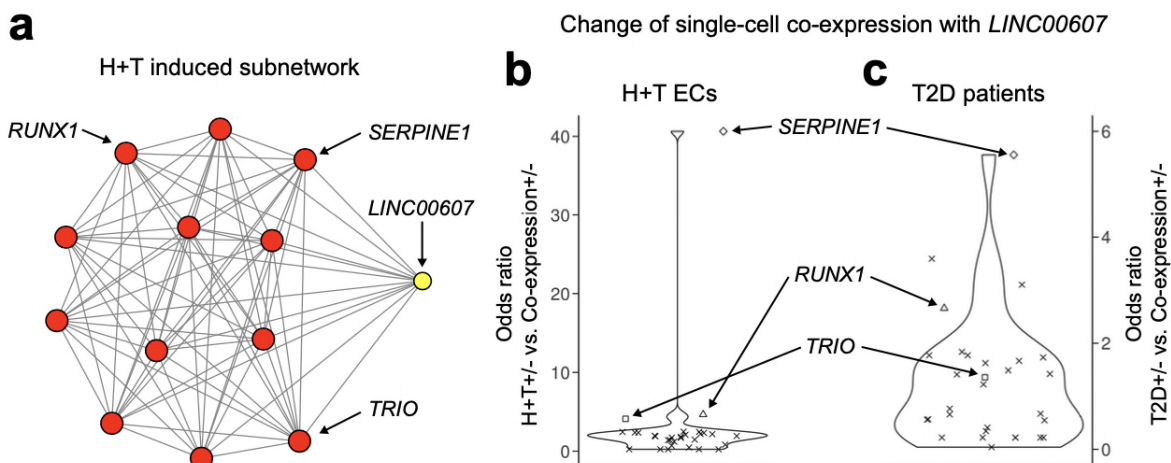 a
H+T induced subnetwork
RUNX1
SERPINE1
LINC00607
TRIO
Change of single-cell co-expression with LINC00607
b
H+T ECs
c
T2D patients
SERPINE1
RUNX1
TRIO
Odds ratio
H+T+/- vs. Co-expression+/-
40
30
20
10
0
6
4
2
0
Odds ratio
T2D+/- vs. Co-expression+/-